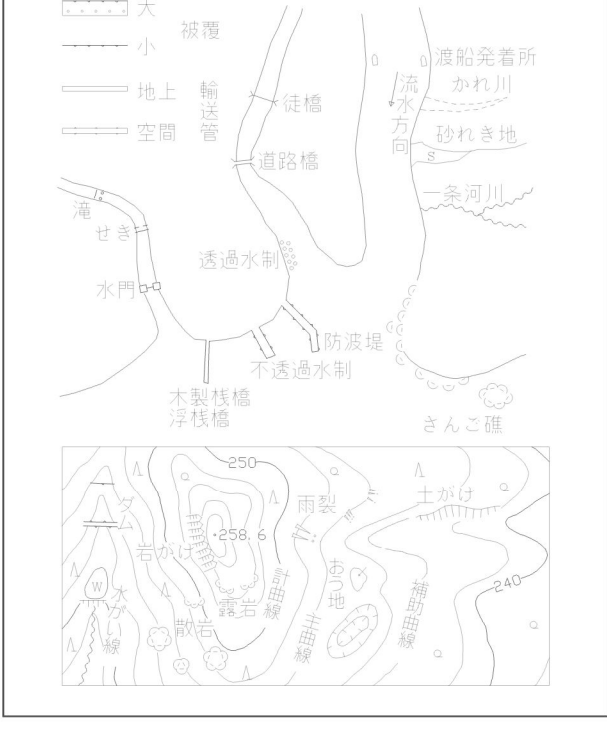 大
被覆
小
地上
空間
輸送管
徒橋
道路橋
渡船発着所
流水方向
かれ川
砂れき地
s
一条河川
滝
せき
水門
透過水制
防波堤
不透過水制
木製桟橋
浮桟橋
さんご礁
250
雨裂
土がけ
ダム
岩がけ
258.6
W
水がい線
露岩
散岩
計曲線
主曲線
おう地
補助曲線
240